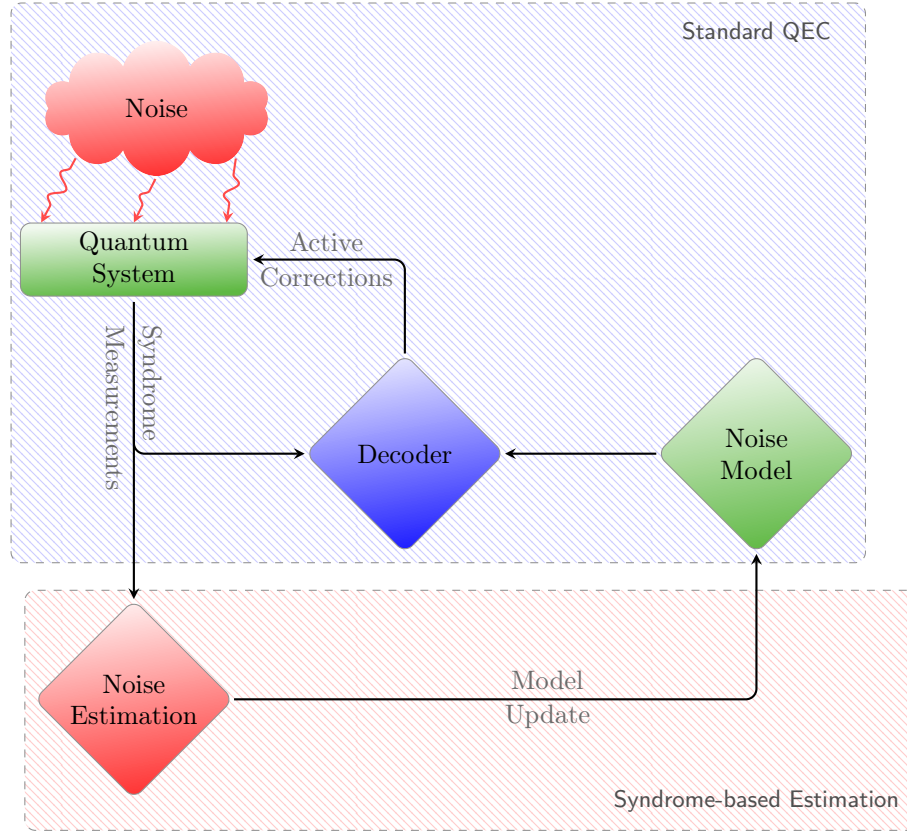 Standard QEC
Noise
Quantum
System
Active
Corrections
Syndrome
Measurements
Decoder
Noise
Model
Noise
Estimation
Model
Update
Syndrome-based Estimation